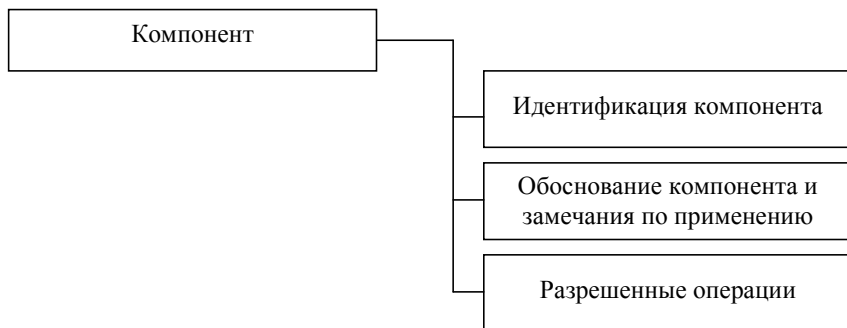 Компонент
Идентификация компонента
Обоснование компонента и
замечания по применению
Разрешенные операции